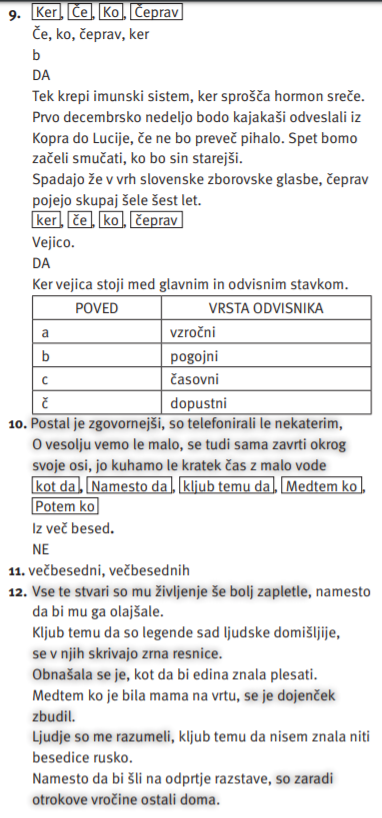 9. Ker, Če, Ko, Čeprav
Če, ko, čeprav, ker
b
DA
Tek krepi imunski sistem, ker sprošča hormon sreče.
Prvo decembrsko nedeljo bodo kajakaši odveslali iz
Kopra do Lucije, če ne bo preveč pihalo. Spet bomo
začeli smučati, ko bo sin starejši.
Spadajo že v vrh slovenske zborovske glasbe, čeprav
pojejo skupaj šele šest let.
ker, če, ko, čeprav
Vejico.
DA
Ker vejica stoji med glavnim in odvisnim stavkom.
POVED VRSTA ODVISNIKA
a vzročni
b pogojni
c časovni
č dopustni
10. Postal je zgovornejši, so telefonirali le nekaterim,
O vesolju vemo le malo, se tudi sama zavrti okrog
svoje osi, jo kuhamo le kratek čas z malo vode
kot da, Namesto da, kljub temu da, Medtem ko,
Potem ko
Iz več besed.
NE
11. večbesedni, večbesednih
12. Vse te stvari so mu življenje še bolj zapletle, namesto
da bi mu ga olajšale.
Kljub temu da so legende sad ljudske domišljije,
se v njih skrivajo zrna resnice.
Obnašala se je, kot da bi edina znala plesati.
Medtem ko je bila mama na vrtu, se je dojenček
zbudil.
Ljudje so me razumeli, kljub temu da nisem znala niti
besedice rusko.
Namesto da bi šli na odprtje razstave, so zaradi
otrokove vročine ostali doma.